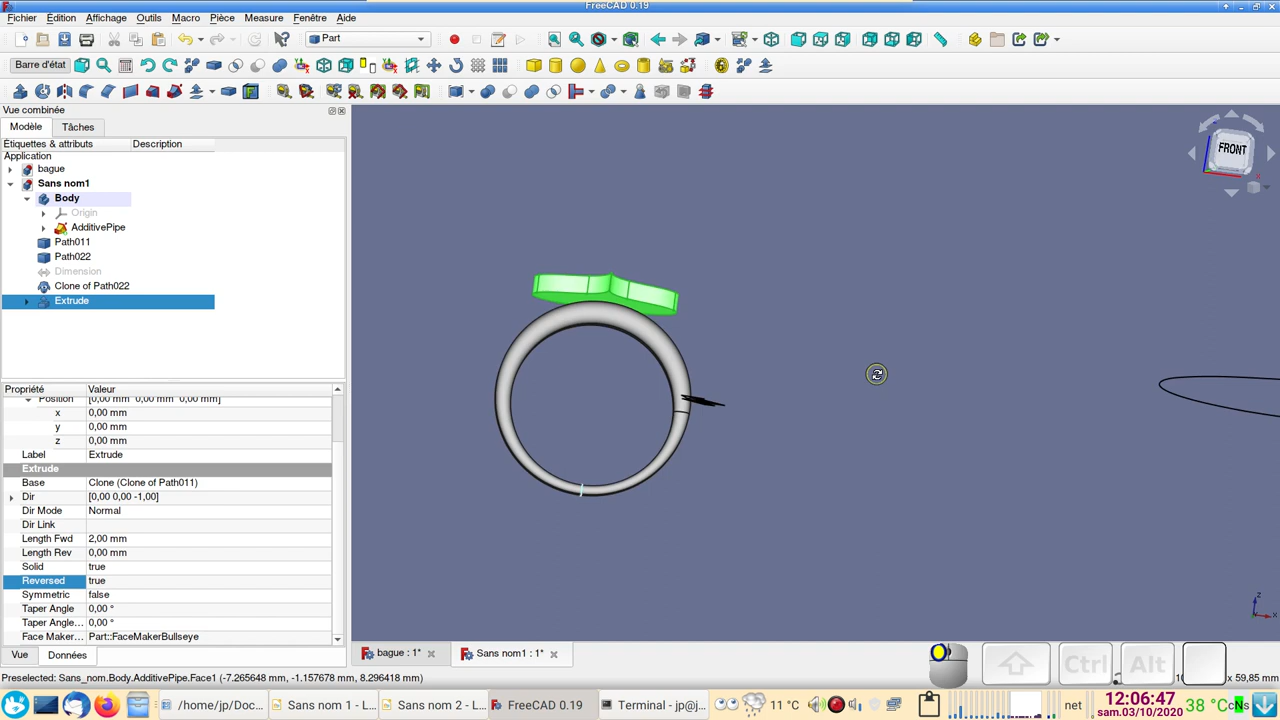 FreeCAD 0.19
Fichier Édition Affichage Outils Macro Pièce Mesure Fenêtre Aide
Part
Barre d'état
Vue combinée
Modèle Tâches
Étiquettes & attributs Description
Application
bague
Sans nom1
Body
Origin
AdditivePipe
Path011
Path022
Dimension
Clone of Path022
Extrude
FRONT
Propriété Valeur
Position [0,00 mm 0,00 mm 0,00 mm]
x 0,00 mm
y 0,00 mm
z 0,00 mm
Label Extrude
Extrude
Base Clone (Clone of Path011)
Dir [0,00 0,00 -1,00]
Dir Mode Normal
Dir Link
Length Fwd 2,00 mm
Length Rev 0,00 mm
Solid true
Reversed true
Symmetric false
Taper Angle 0,00 °
Taper Angle... 0,00 °
Face Maker... Part::FaceMakerBullseye
Vue Données
bague : 1* Sans nom1 : 1*
Ctrl Alt
Preselected: Sans_nom.Body.AdditivePipe.Face1 (-7.265648 mm, -1.157678 mm, 8.296418 mm)
x 59,85 mm
/home/jp/Doc... Sans nom 1 - L... Sans nom 2 - L... FreeCAD 0.19 Terminal - jp@j... 11 °C net 12:06:47 38 °C
sam.03/10/2020